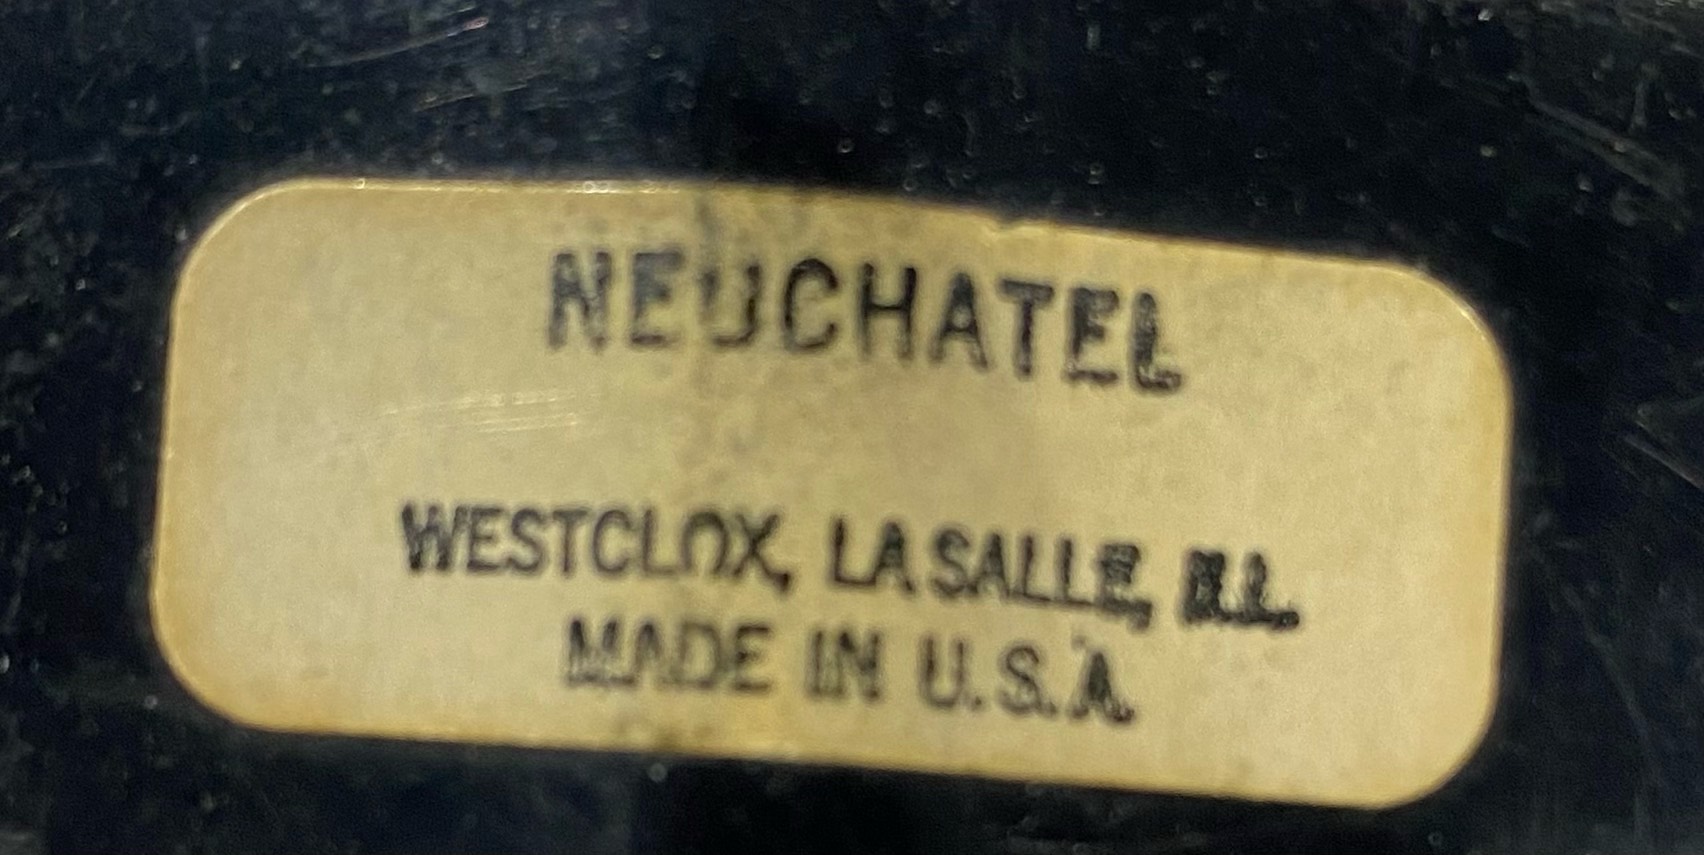 NEUCHATEL
WESTCLOX, LA SALLE, ILL.
MADE IN U.S.A.